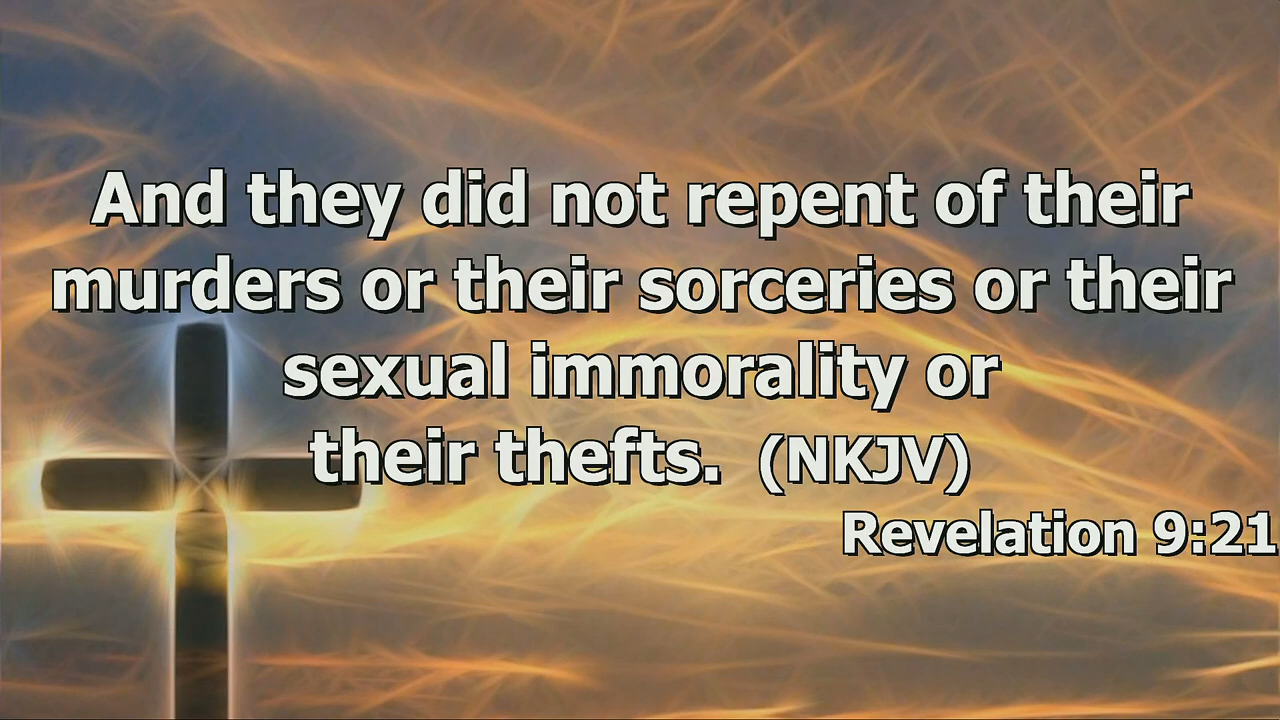 And they did not repent of their
murders or their sorceries or their
sexual immorality or
their thefts.  (NKJV)
Revelation 9:21